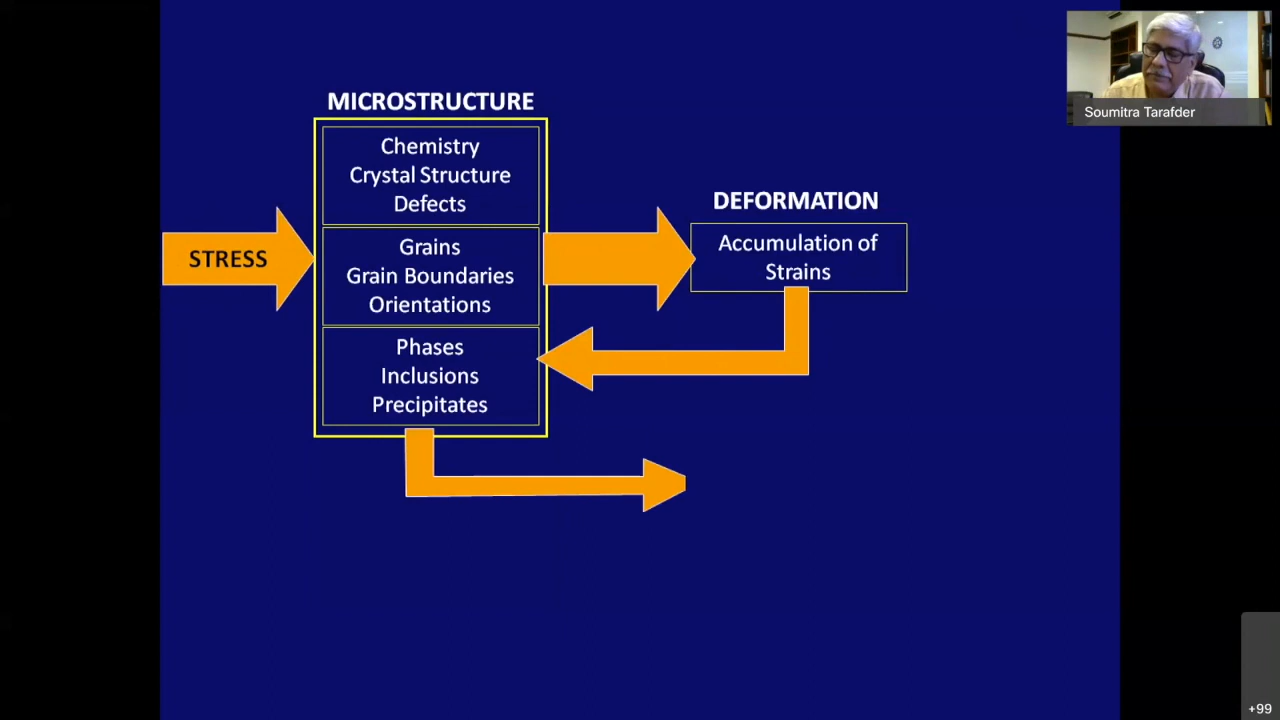 MICROSTRUCTURE
Chemistry
Crystal Structure
Defects
Grains
Grain Boundaries
Orientations
Phases
Inclusions
Precipitates
STRESS
DEFORMATION
Accumulation of
Strains
Soumitra Tarafder
+99